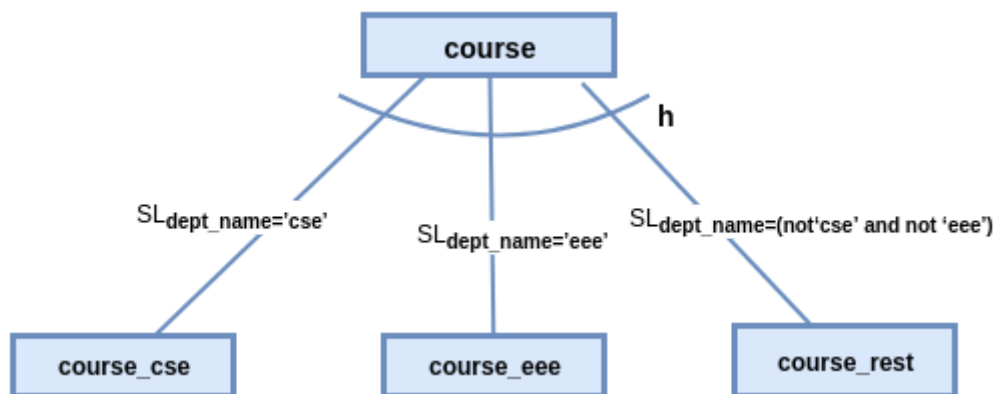 course
h
SLdept_name=’cse’
SLdept_name=’eee’
SLdept_name=(not‘cse’ and not ‘eee’)
course_cse
course_eee
course_rest